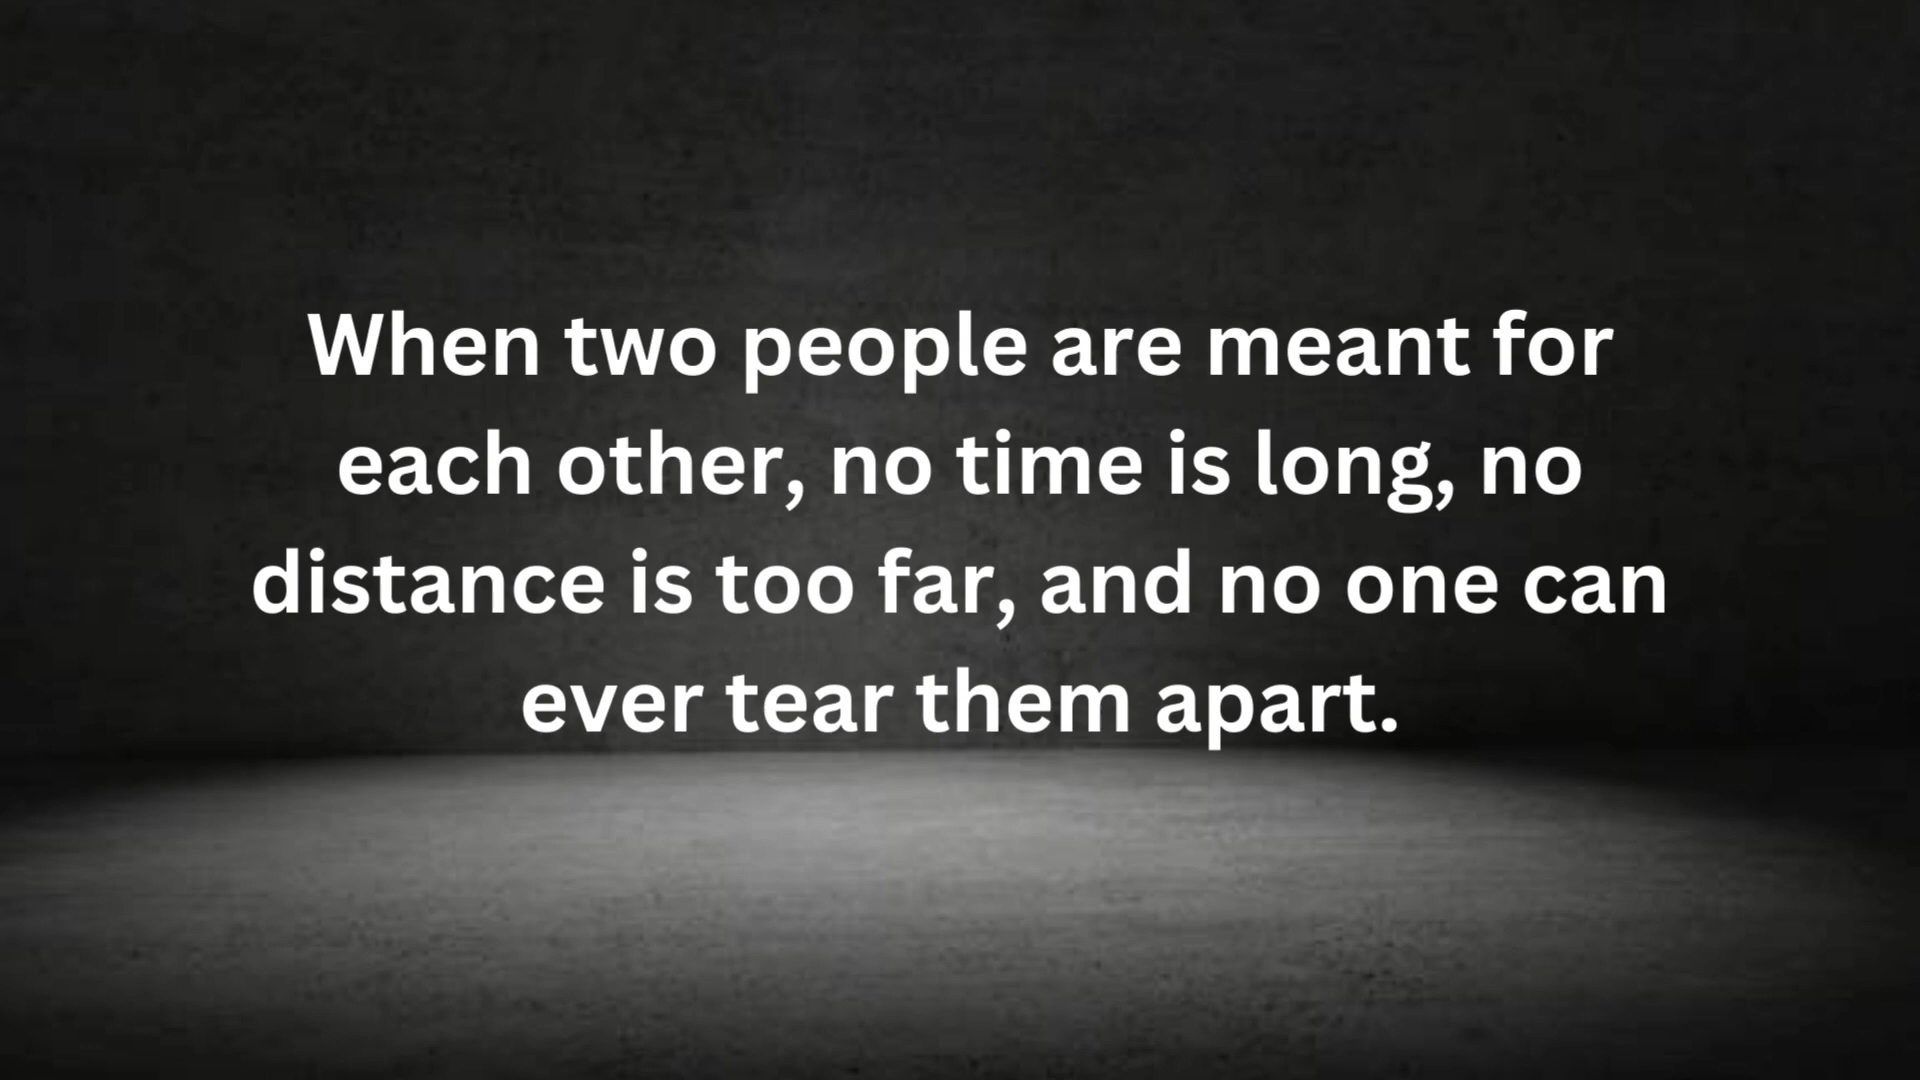 When two people are meant for
each other, no time is long, no
distance is too far, and no one can
ever tear them apart.